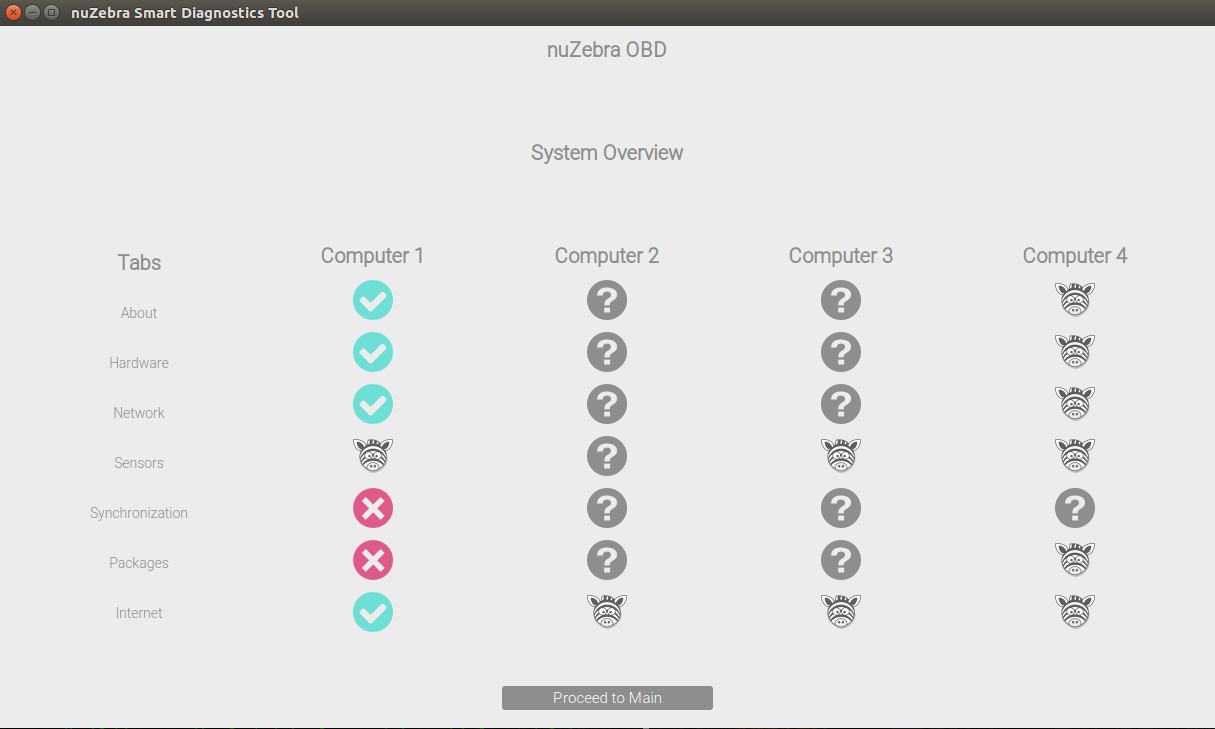 nuZebra Smart Diagnostics Tool
nuZebra OBD
System Overview
Tabs
Computer 1
Computer 2
Computer 3
Computer 4
About
Hardware
Network
Sensors
Synchronization
Packages
Internet
Proceed to Main